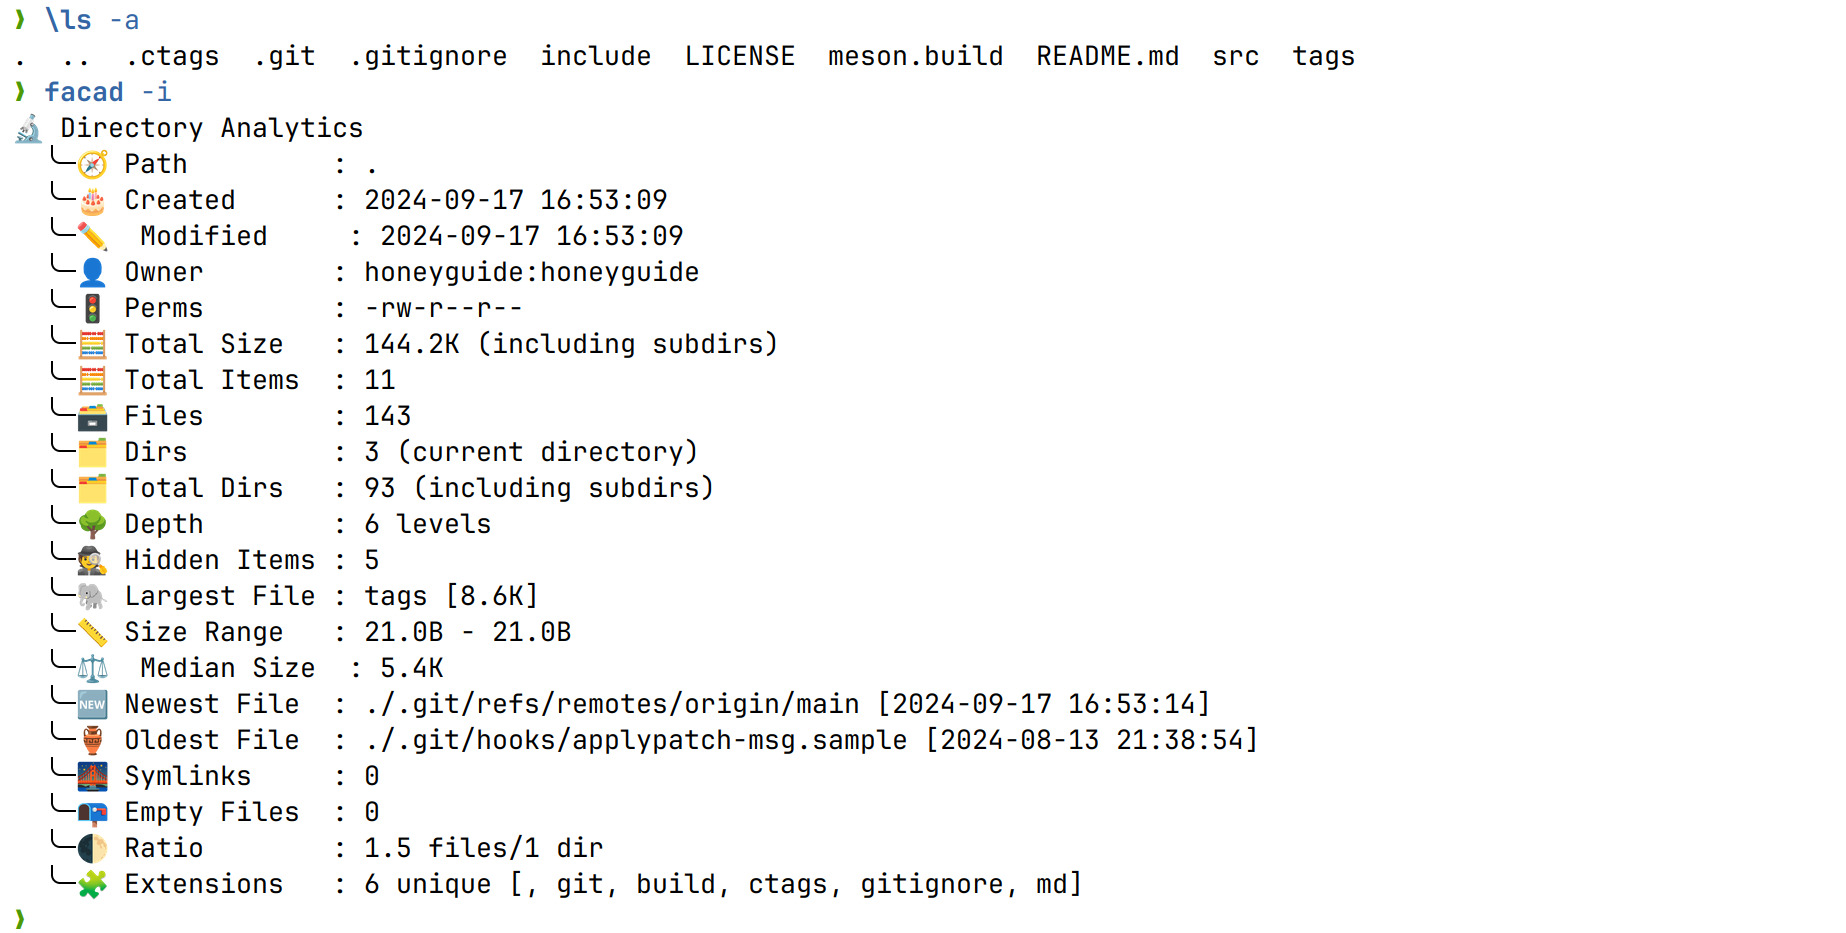 ❱ \ls -a
. .. .ctags .git .gitignore include LICENSE meson.build README.md src tags
❱ facad -i
🔬 Directory Analytics
╰─🧭 Path : .
╰─🎂 Created : 2024-09-17 16:53:09
╰─✏️ Modified : 2024-09-17 16:53:09
╰─👤 Owner : honeyguide:honeyguide
╰─🚦 Perms : -rw-r--r--
╰─🧮 Total Size : 144.2K (including subdirs)
╰─🧮 Total Items : 11
╰─🗃️ Files : 143
╰─🗂️ Dirs : 3 (current directory)
╰─🗂️ Total Dirs : 93 (including subdirs)
╰─🌳 Depth : 6 levels
╰─🕵️ Hidden Items : 5
╰─🐘 Largest File : tags [8.6K]
╰─📏 Size Range : 21.0B - 21.0B
╰─⚖️ Median Size : 5.4K
╰─🆕 Newest File : ./.git/refs/remotes/origin/main [2024-09-17 16:53:14]
╰─🏺 Oldest File : ./.git/hooks/applypatch-msg.sample [2024-08-13 21:38:54]
╰─🌉 Symlinks : 0
╰─📪 Empty Files : 0
╰─🌓 Ratio : 1.5 files/1 dir
╰─🧩 Extensions : 6 unique [, git, build, ctags, gitignore, md]
❱